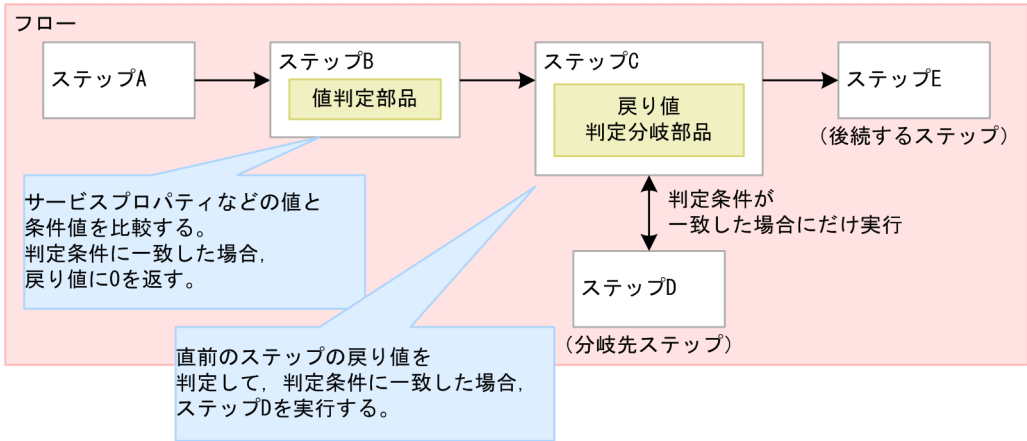 フロー
ステップA
ステップB
値判定部品
ステップC
戻り値
判定分岐部品
ステップE
(後続するステップ)
サービスプロパティなどの値と
条件値を比較する。
判定条件に一致した場合,
戻り値に0を返す。
判定条件が
一致した場合にだけ実行
ステップD
(分岐先ステップ)
直前のステップの戻り値を
判定して, 判定条件に一致した場合,
ステップDを実行する。